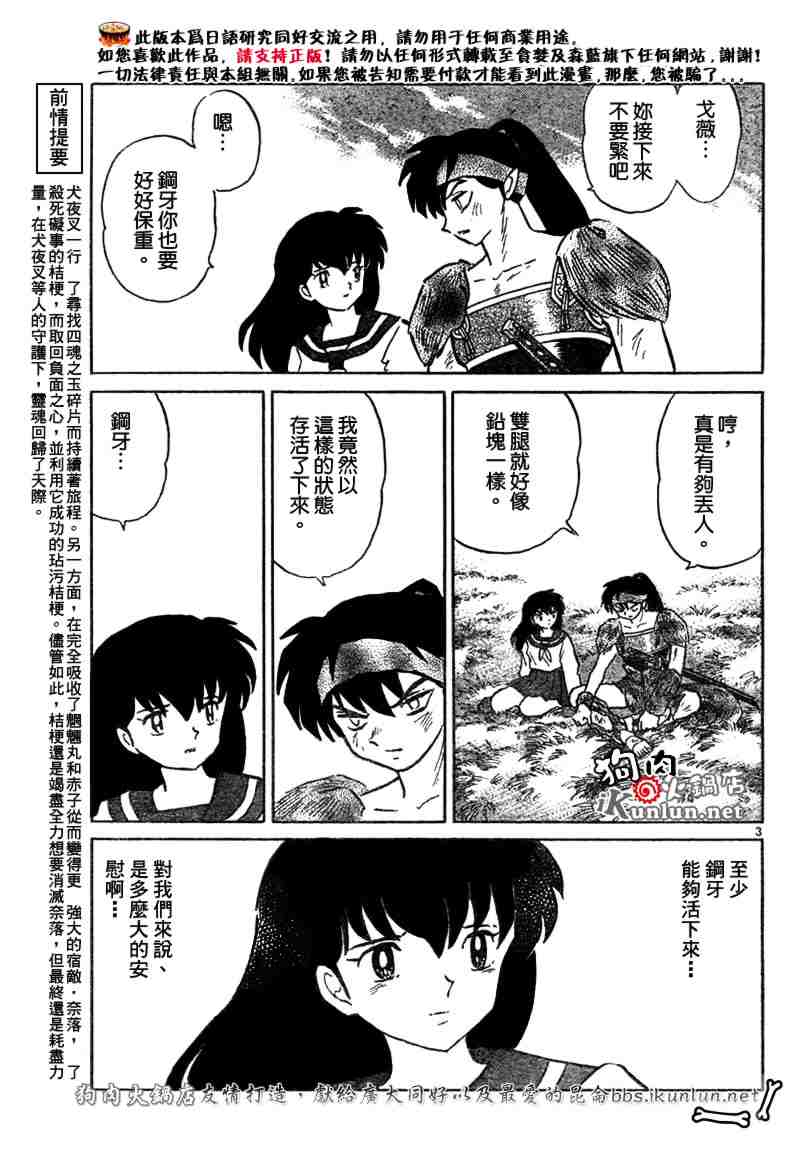 此版本爲日語研究同好交流之用，請勿用于任何商業用途。
如您喜歡此作品，請支持正版！請勿以任何形式轉載至貪婪及森藍旗下任何網站，謝謝！
一切法律責任與本組無關。如果您被告知需要付款才能看到此漫畫，那麼，您被騙了...
前情提要
犬夜叉一行　了尋找四魂之玉碎片而持續著旅程。另一方面，在完全吸收了魍魎丸和赤子從而變得更　強大的宿敵·奈落，　了
殺死礙事的桔梗，而取回負面之心，並利用它成功的玷污桔梗。儘管如此，桔梗還是竭盡全力想要消滅奈落，但最終還是耗盡力
量，在犬夜叉等人的守護下，靈魂回歸了天際。
戈薇…
妳接下來
不要緊吧
嗯…
鋼牙你也要
好好保重。
哼，
真是有夠丟人。
雙腿就好像
鉛塊一樣。
我竟然以
這樣的狀態
存活了下來。
鋼牙…
狗肉
火鍋店
iKunlun.net
3
至少
鋼牙
能夠活下來…
對我們來說、
是多麼大的安
慰啊…
狗肉火鍋店友情打造，獻給廣大同好以及最愛的昆侖bbs.ikunlun.net